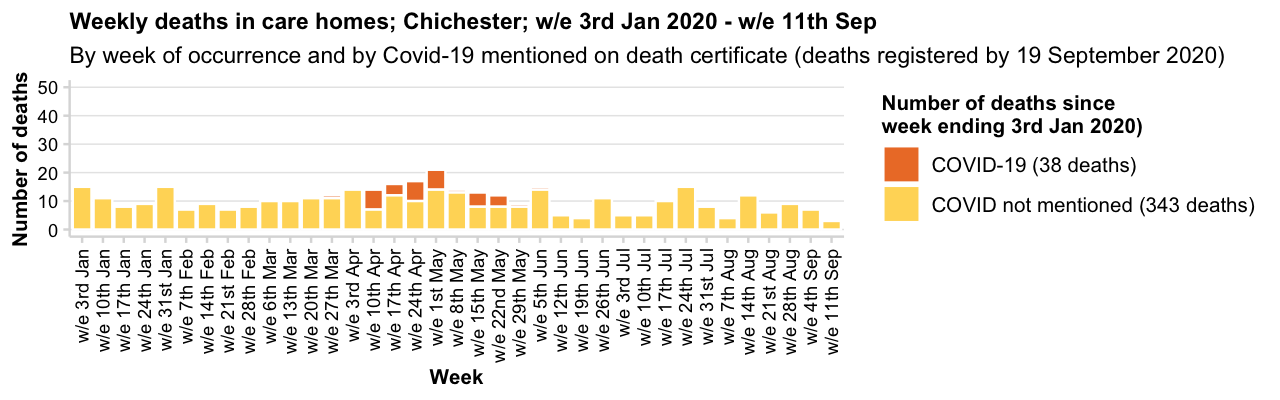 Weekly deaths in care homes; Chichester; w/e 3rd Jan 2020 - w/e 11th Sep
By week of occurrence and by Covid-19 mentioned on death certificate (deaths registered by 19 September 2020)
Number of deaths
50
40
30
20
10
0
w/e 3rd Jan
w/e 10th Jan
w/e 17th Jan
w/e 24th Jan
w/e 31st Jan
w/e 7th Feb
w/e 14th Feb
w/e 21st Feb
w/e 28th Feb
w/e 6th Mar
w/e 13th Mar
w/e 20th Mar
w/e 27th Mar
w/e 3rd Apr
w/e 10th Apr
w/e 17th Apr
w/e 24th Apr
w/e 1st May
w/e 8th May
w/e 15th May
w/e 22nd May
w/e 29th May
w/e 5th Jun
w/e 12th Jun
w/e 19th Jun
w/e 26th Jun
w/e 3rd Jul
w/e 10th Jul
w/e 17th Jul
w/e 24th Jul
w/e 31st Jul
w/e 7th Aug
w/e 14th Aug
w/e 21st Aug
w/e 28th Aug
w/e 4th Sep
w/e 11th Sep
Week
Number of deaths since
week ending 3rd Jan 2020)
COVID-19 (38 deaths)
COVID not mentioned (343 deaths)